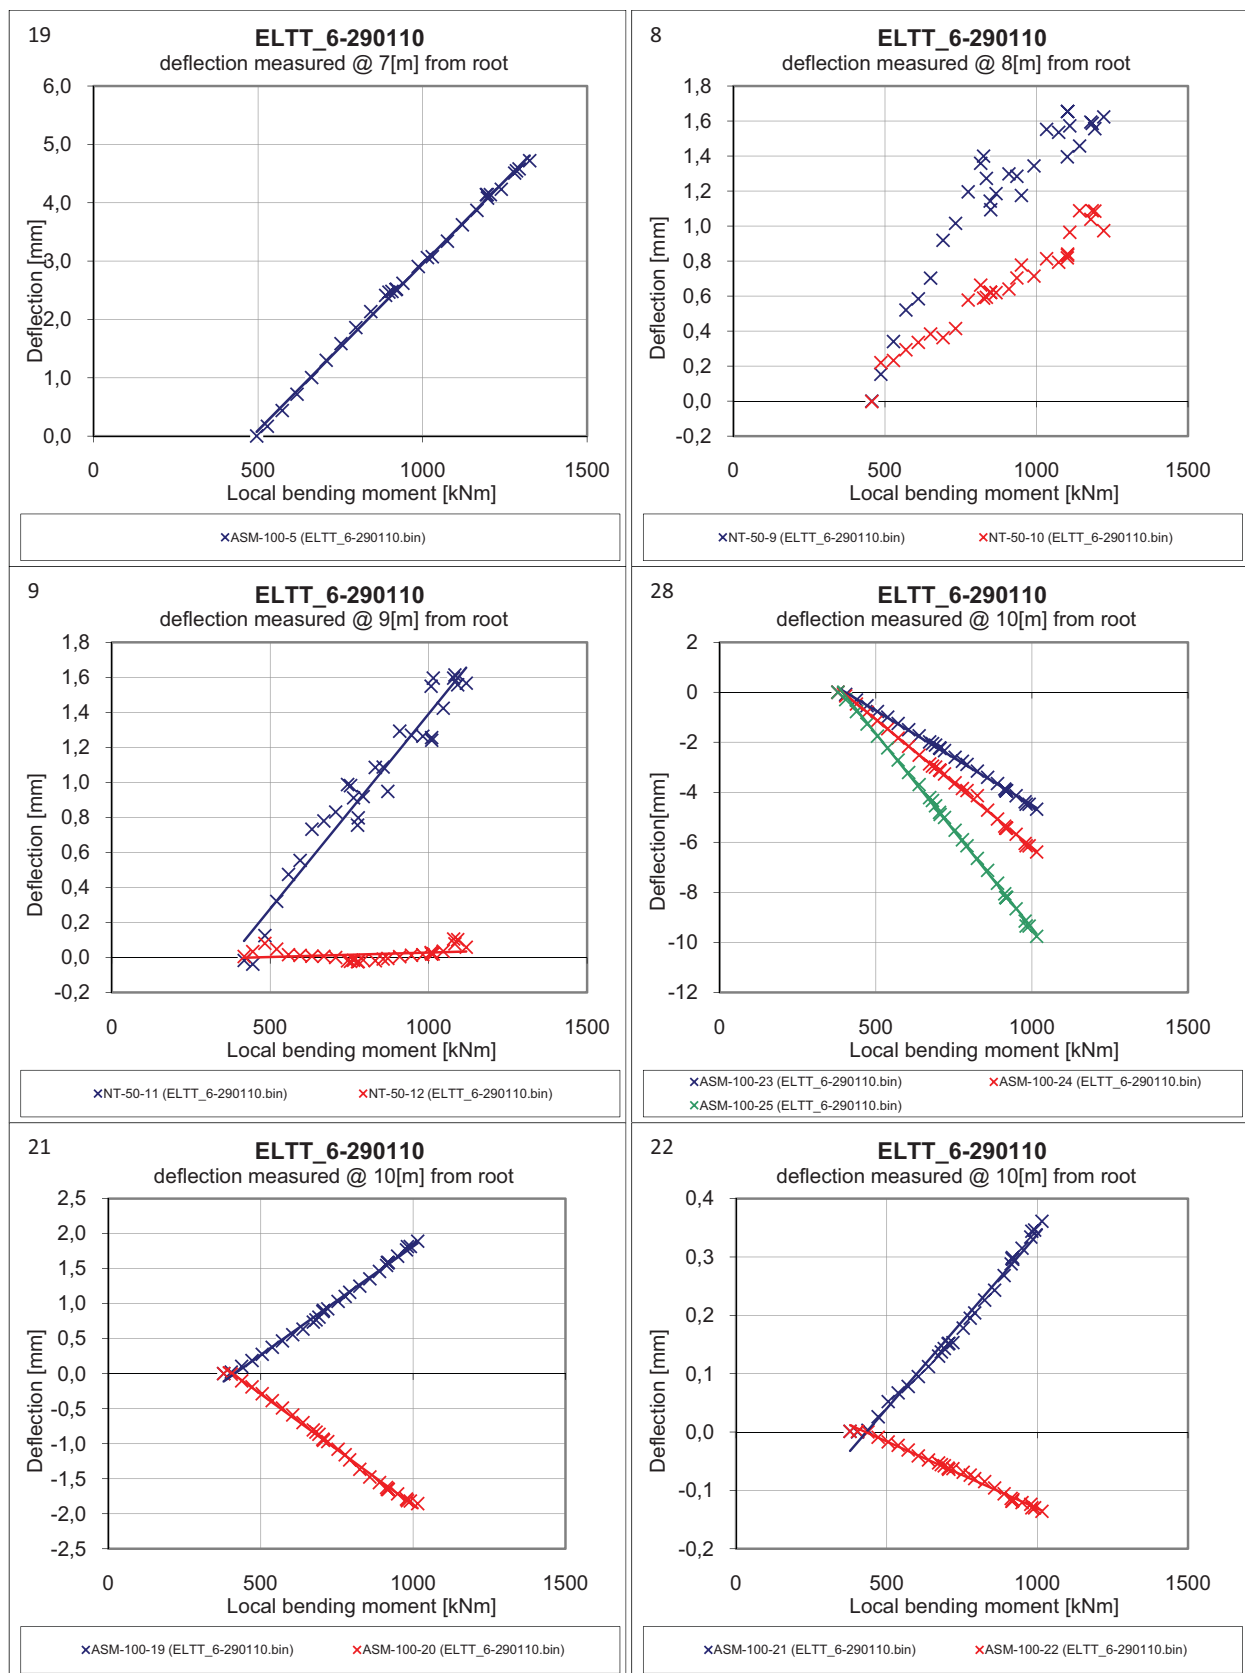 19
ELTT_6-290110
deflection measured @ 7[m] from root
Deflection [mm]
6,0
5,0
4,0
3,0
2,0
1,0
0,0
0 500 1000 1500
Local bending moment [kNm]
×ASM-100-5 (ELTT_6-290110.bin)
8
ELTT_6-290110
deflection measured @ 8[m] from root
Deflection [mm]
1,8
1,6
1,4
1,2
1,0
0,8
0,6
0,4
0,2
0,0
-0,2
0 500 1000 1500
Local bending moment [kNm]
×NT-50-9 (ELTT_6-290110.bin) ×NT-50-10 (ELTT_6-290110.bin)
9
ELTT_6-290110
deflection measured @ 9[m] from root
Deflection [mm]
1,8
1,6
1,4
1,2
1,0
0,8
0,6
0,4
0,2
0,0
-0,2
0 500 1000 1500
Local bending moment [kNm]
×NT-50-11 (ELTT_6-290110.bin) ×NT-50-12 (ELTT_6-290110.bin)
28
ELTT_6-290110
deflection measured @ 10[m] from root
Deflection[mm]
2
0
-2
-4
-6
-8
-10
-12
0 500 1000 1500
Local bending moment [kNm]
×ASM-100-23 (ELTT_6-290110.bin) ×ASM-100-24 (ELTT_6-290110.bin)
×ASM-100-25 (ELTT_6-290110.bin)
21
ELTT_6-290110
deflection measured @ 10[m] from root
Deflection [mm]
2,5
2,0
1,5
1,0
0,5
0,0
-0,5
-1,0
-1,5
-2,0
-2,5
0 500 1000 1500
Local bending moment [kNm]
×ASM-100-19 (ELTT_6-290110.bin) ×ASM-100-20 (ELTT_6-290110.bin)
22
ELTT_6-290110
deflection measured @ 10[m] from root
Deflection [mm]
0,4
0,3
0,2
0,1
0,0
-0,1
-0,2
0 500 1000 1500
Local bending moment [kNm]
×ASM-100-21 (ELTT_6-290110.bin) ×ASM-100-22 (ELTT_6-290110.bin)